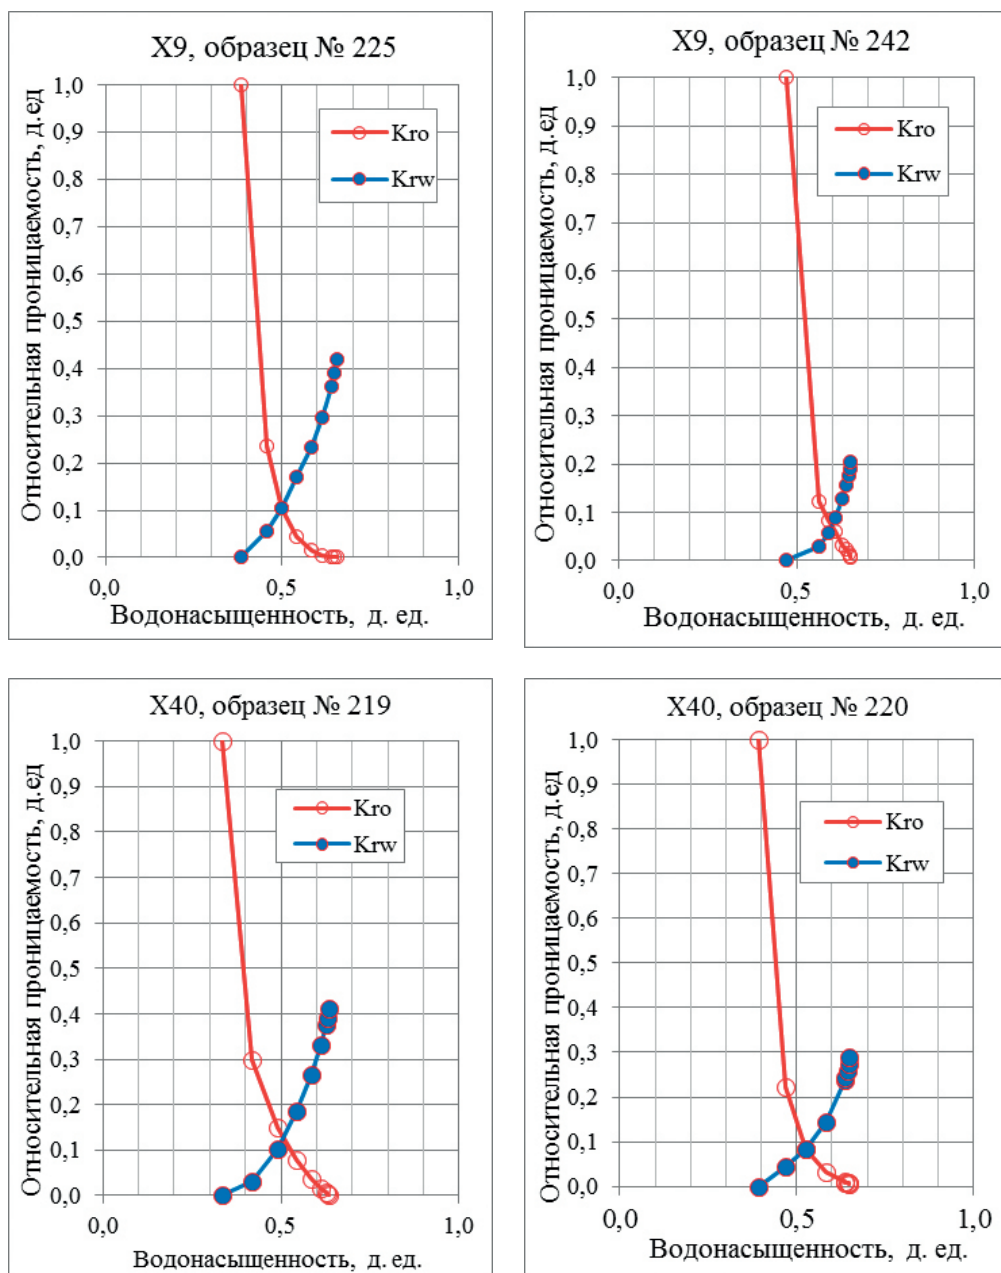 X9, образец № 225
Относительная проницаемость, д.ед
1,0
0,9
0,8
0,7
0,6
0,5
0,4
0,3
0,2
0,1
0,0
Kro
Krw
0,0 0,5 1,0
Водонасыщенность, д. ед.
X9, образец № 242
Относительная проницаемость, д.ед
1,0
0,9
0,8
0,7
0,6
0,5
0,4
0,3
0,2
0,1
0,0
Kro
Krw
0,0 0,5 1,0
Водонасыщенность, д. ед.
X40, образец № 219
Относительная проницаемость, д.ед
1,0
0,9
0,8
0,7
0,6
0,5
0,4
0,3
0,2
0,1
0,0
Kro
Krw
0,0 0,5 1,0
Водонасыщенность, д. ед.
X40, образец № 220
Относительная проницаемость, д.ед
1,0
0,9
0,8
0,7
0,6
0,5
0,4
0,3
0,2
0,1
0,0
Kro
Krw
0,0 0,5 1,0
Водонасыщенность, д. ед.